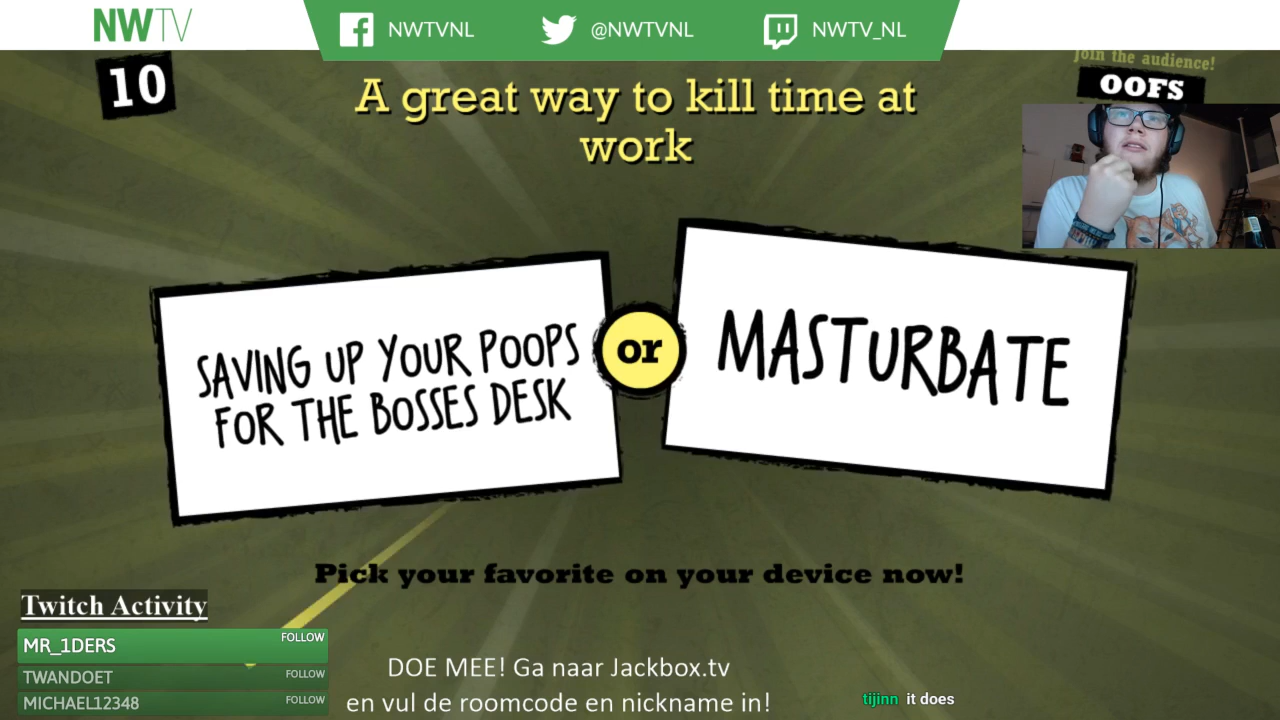 NWTV
NWTVNL
@NWTVNL
NWTV_NL
Join the audience!
OOFS
10
A great way to kill time at
work
SAVING UP YOUR POOPS
FOR THE BOSSES DESK
or
MASTURBATE
Pick your favorite on your device now!
Twitch Activity
MR_1DERS FOLLOW
TWANDOET FOLLOW
MICHAEL12348 FOLLOW
DOE MEE! Ga naar Jackbox.tv
en vul de roomcode en nickname in!
tijinn it does